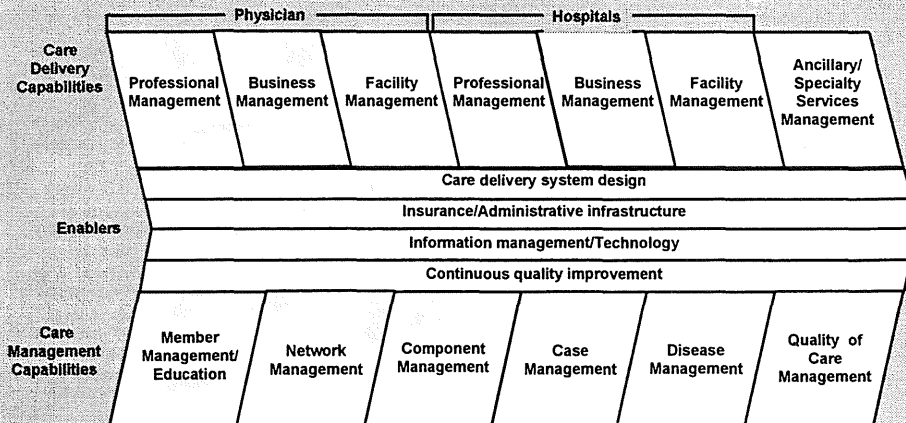 Physician
Hospitals
Care
Delivery
Capabilities
Professional
Management
Business
Management
Facility
Management
Professional
Management
Business
Management
Facility
Management
Ancillary/
Specialty
Services
Management
Enablers
Care delivery system design
Insurance/Administrative infrastructure
Information management/Technology
Continuous quality improvement
Care
Management
Capabilities
Member
Management/
Education
Network
Management
Component
Management
Case
Management
Disease
Management
Quality of
Care
Management